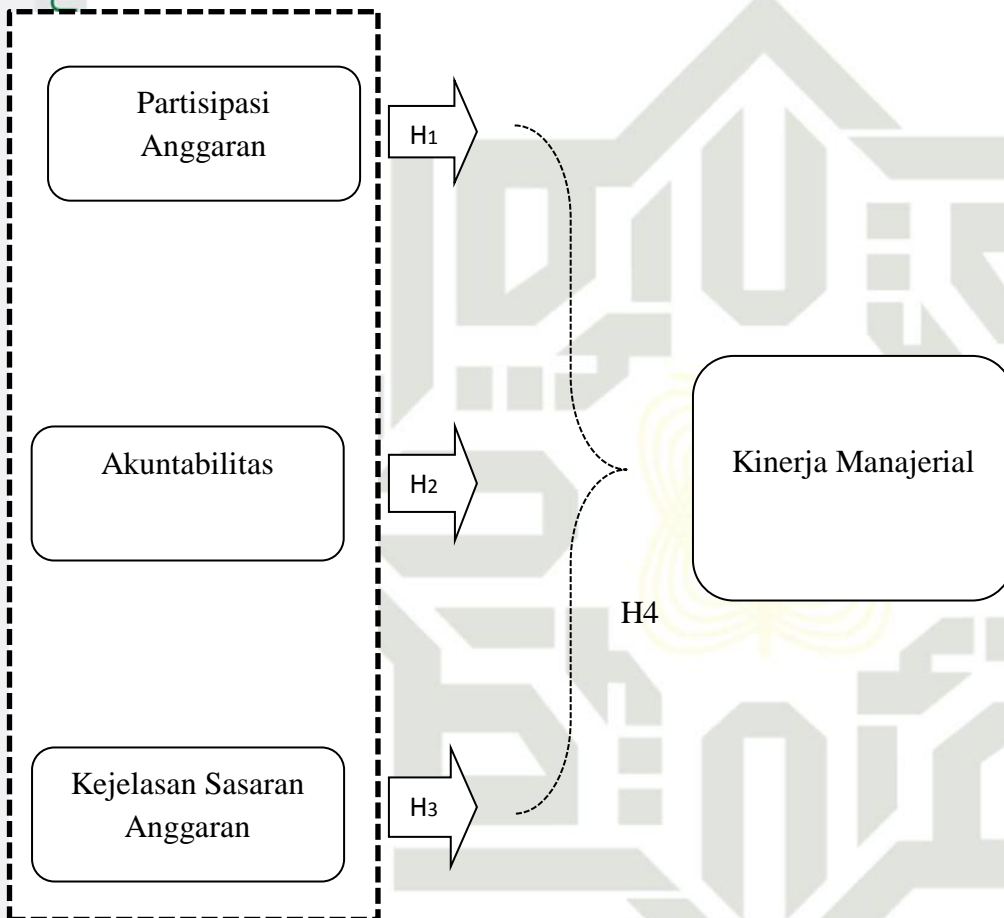 Partisipasi
Anggaran
H1
Akuntabilitas
H2
Kinerja Manajerial
H4
Kejelasan Sasaran
Anggaran
H3